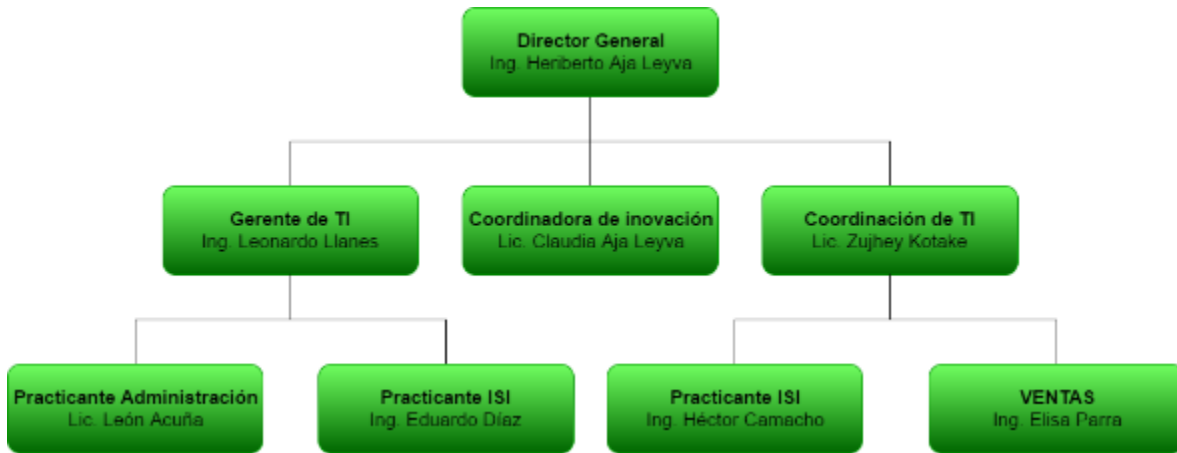 Director General
Ing. Heriberto Aja Leyva
Gerente de TI
Ing. Leonardo Llanes
Coordinadora de inovación
Lic. Claudia Aja Leyva
Coordinación de TI
Lic. Zujhey Kotake
Practicante Administración
Lic. León Acuña
Practicante ISI
Ing. Eduardo Díaz
Practicante ISI
Ing. Héctor Camacho
VENTAS
Ing. Elisa Parra